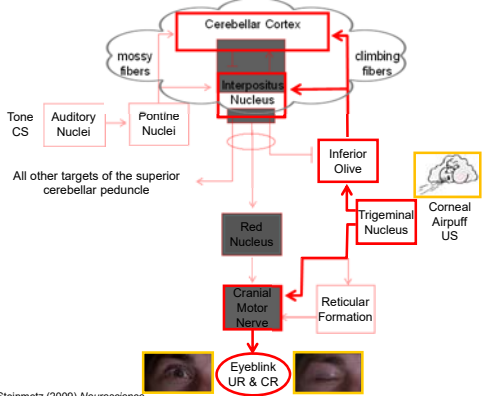 Cerebellar Cortex
mossy
fibers
climbing
fibers
Interpositus
Nucleus
Tone
CS
Auditory
Nuclei
Pontine
Nuclei
Inferior
Olive
All other targets of the superior
cerebellar peduncle
Trigeminal
Nucleus
Corneal
Airpuff
US
Red
Nucleus
Cranial
Motor
Nerve
Reticular
Formation
Eyeblink
UR & CR
Steinmetz (2009) Neuroscience